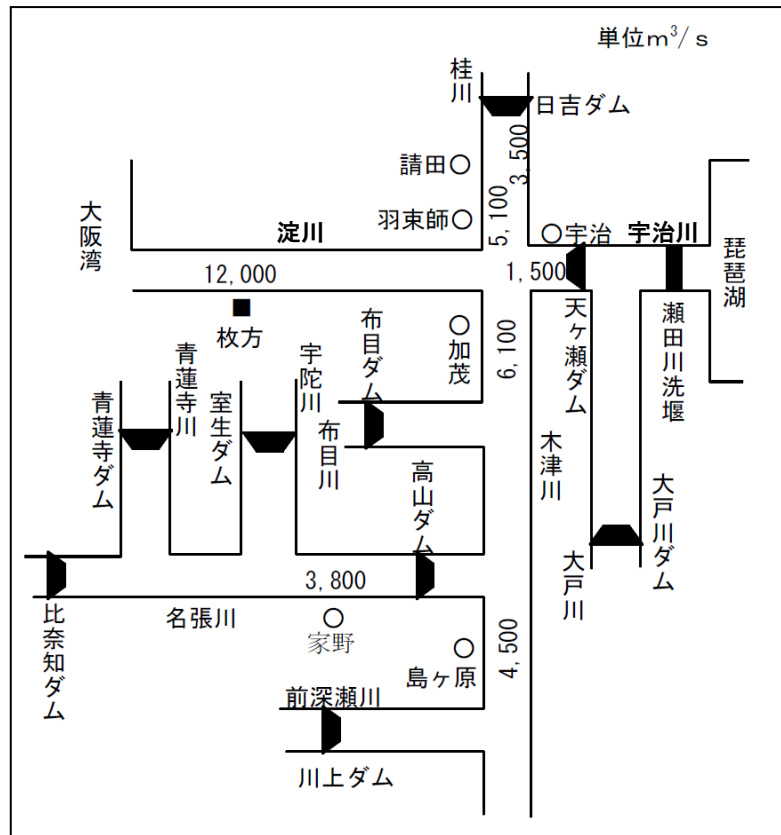 単位m³/s
桂川
日吉ダム
3,500
請田
5,100
羽束師
大阪湾
淀川
宇治
宇治川
琵琶湖
12,000
1,500
枚方
布目ダム
加茂
6,100
天ヶ瀬ダム
瀬田川洗堰
青蓮寺川
宇陀川
青蓮寺ダム
室生ダム
布目川
高山ダム
木津川
大戸川ダム
大戸川
3,800
比奈知ダム
名張川
家野
島ヶ原
4,500
前深瀬川
川上ダム